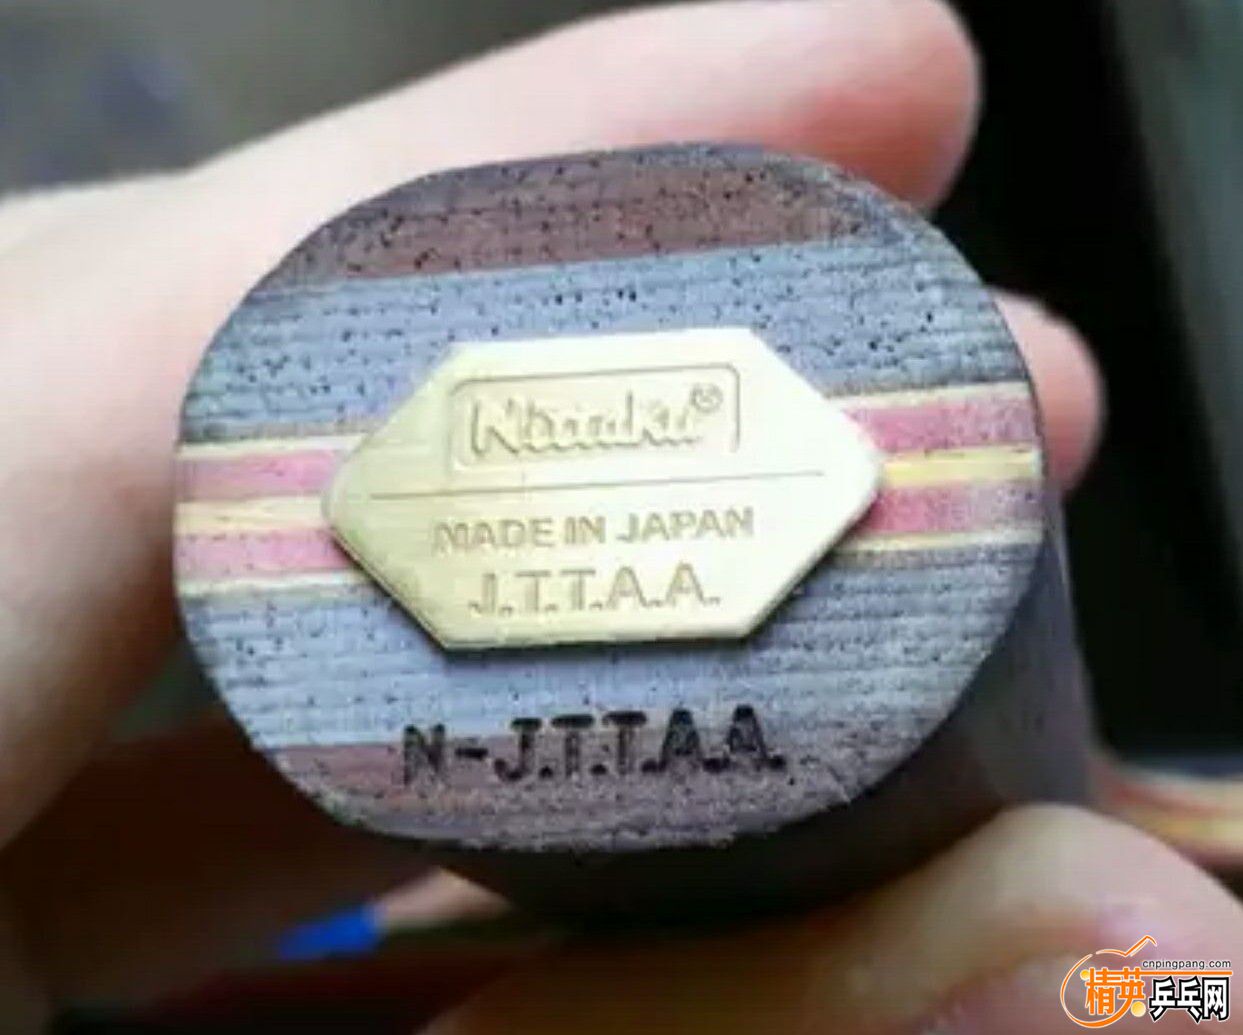 Nittaku®
MADE IN JAPAN
J.T.T.A.A.
N-J.T.T.A.A.
cnpingpang.com
精英乒乓网